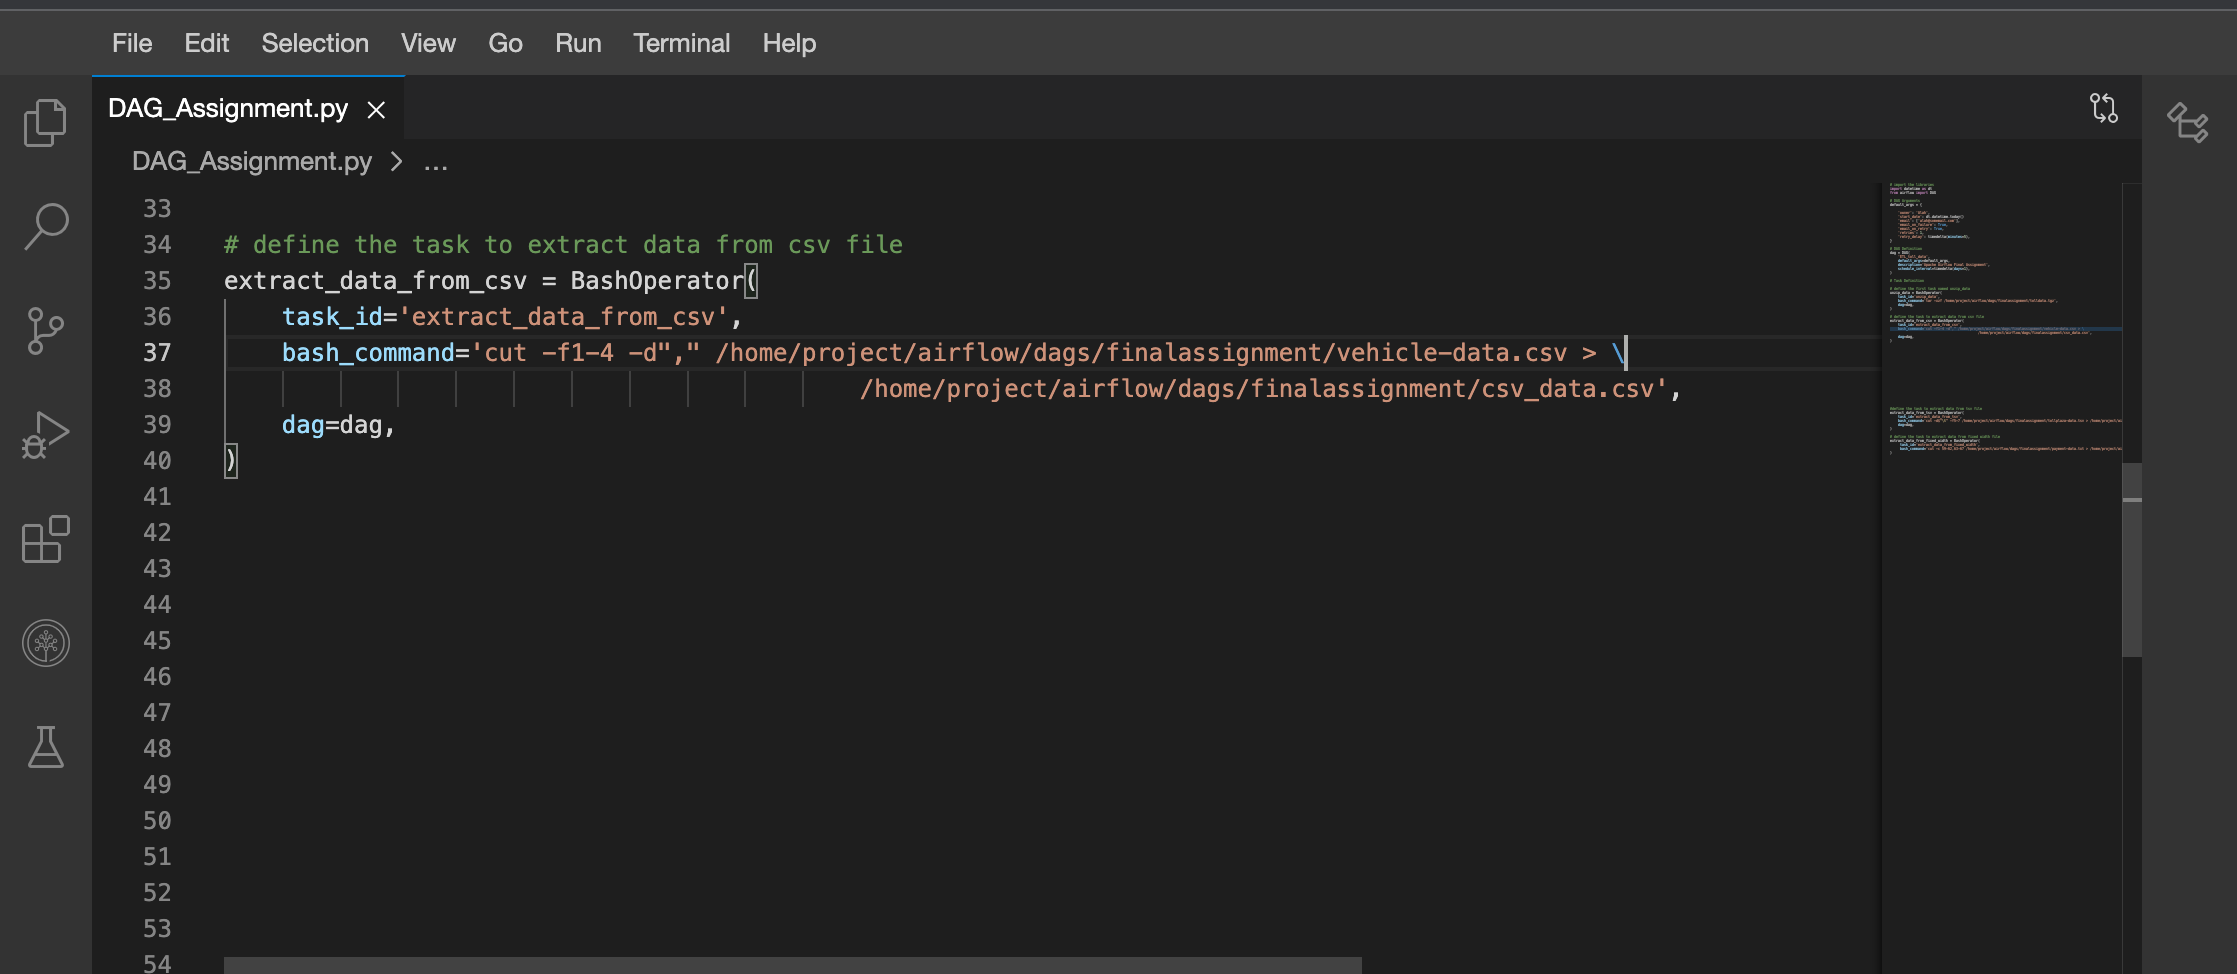 File Edit Selection View Go Run Terminal Help
DAG_Assignment.py
DAG_Assignment.py > ...
33
34 # define the task to extract data from csv file
35 extract_data_from_csv = BashOperator(
36 task_id='extract_data_from_csv',
37 bash_command='cut -f1-4 -d"," /home/project/airflow/dags/finalassignment/vehicle-data.csv > \
38 /home/project/airflow/dags/finalassignment/csv_data.csv',
39 dag=dag,
40 )
41
42
43
44
45
46
47
48
49
50
51
52
53
54